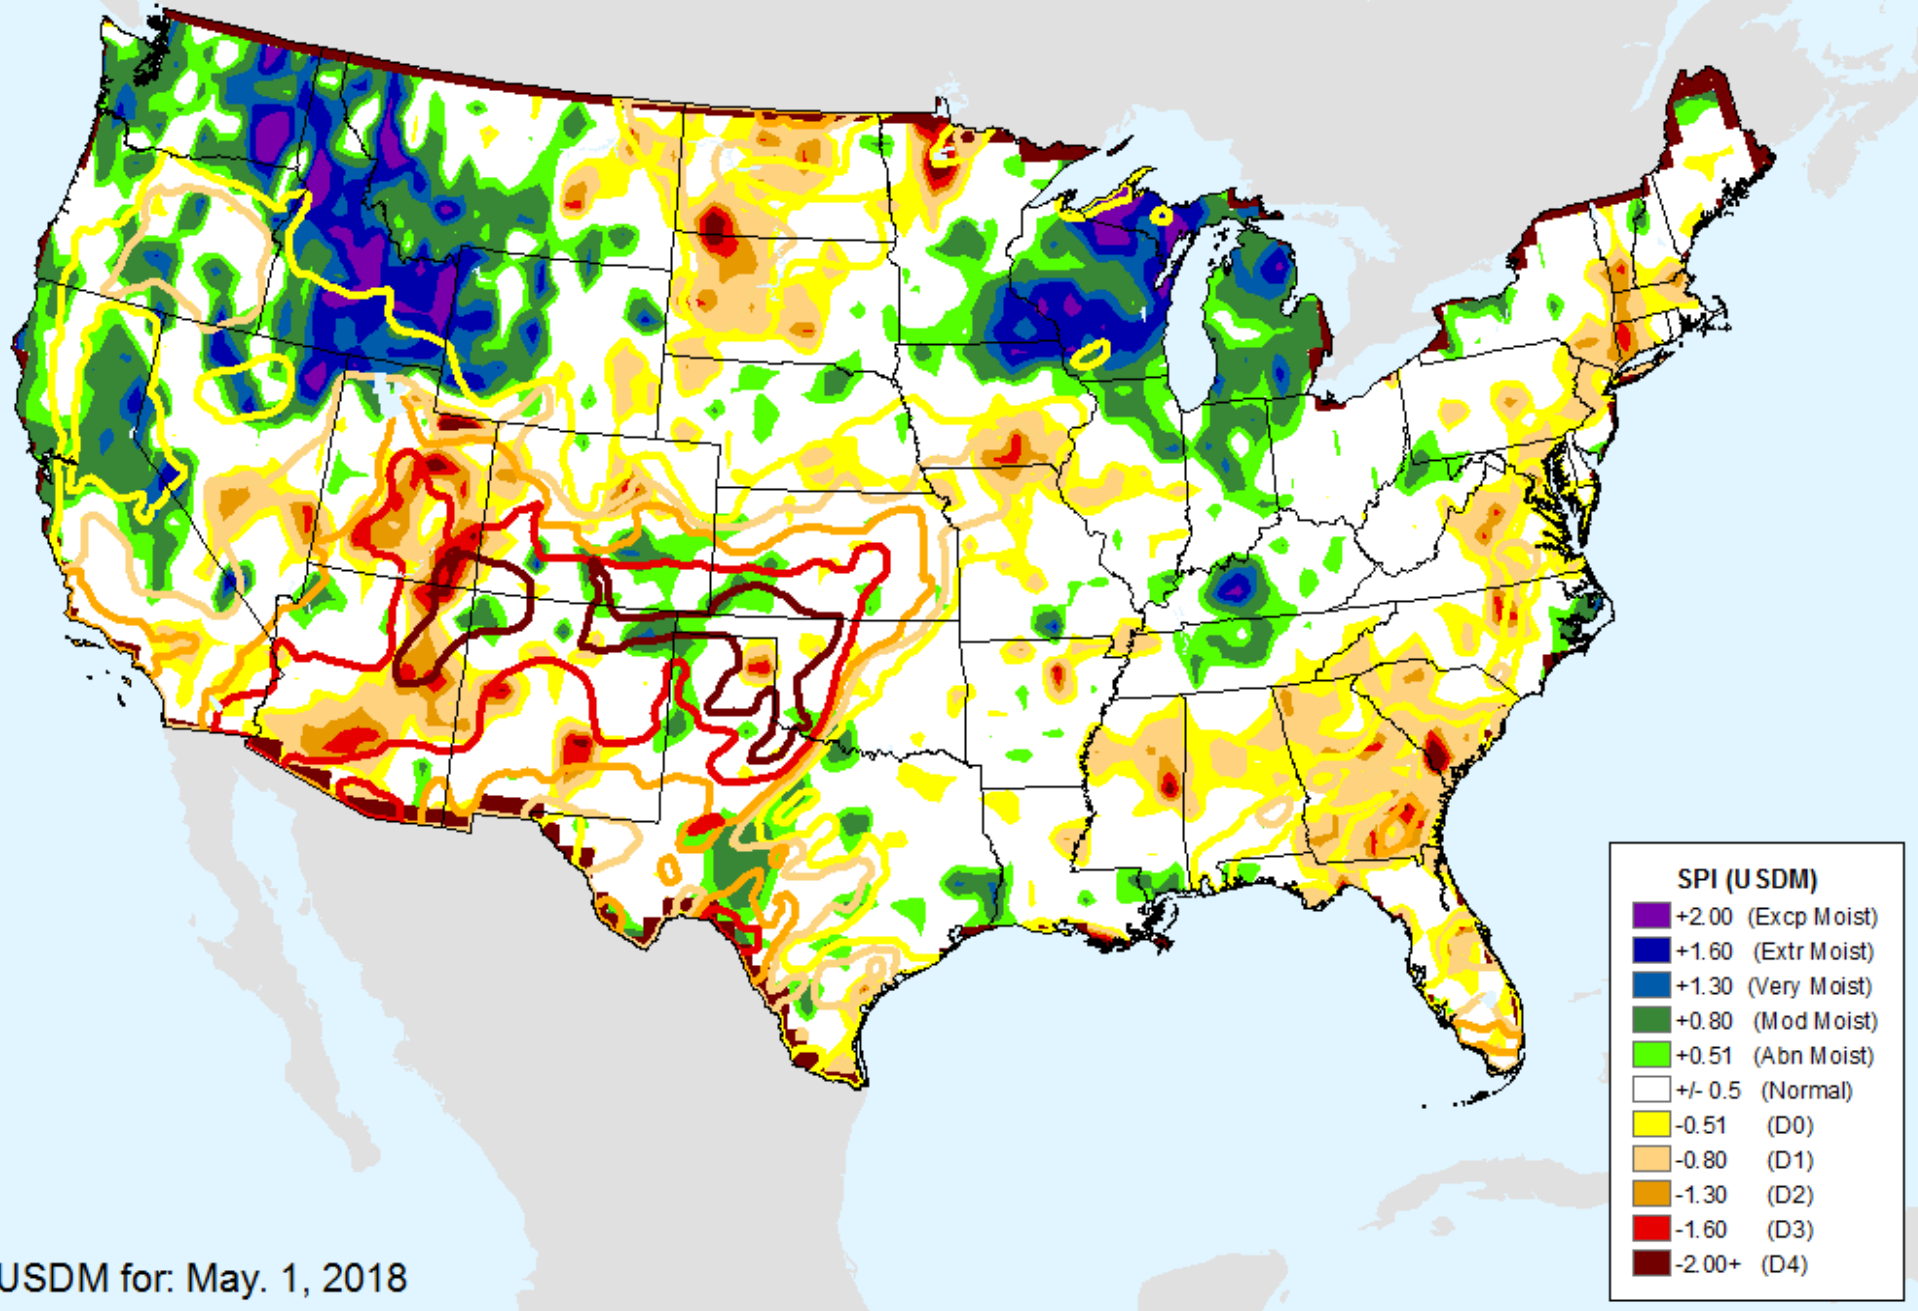 SPI (USDM)
+2.00 (Excp Moist)
+1.60 (Extr Moist)
+1.30 (Very Moist)
+0.80 (Mod Moist)
+0.51 (Abn Moist)
+/- 0.5 (Normal)
-0.51 (D0)
-0.80 (D1)
-1.30 (D2)
-1.60 (D3)
-2.00+ (D4)
USDM for: May. 1, 2018